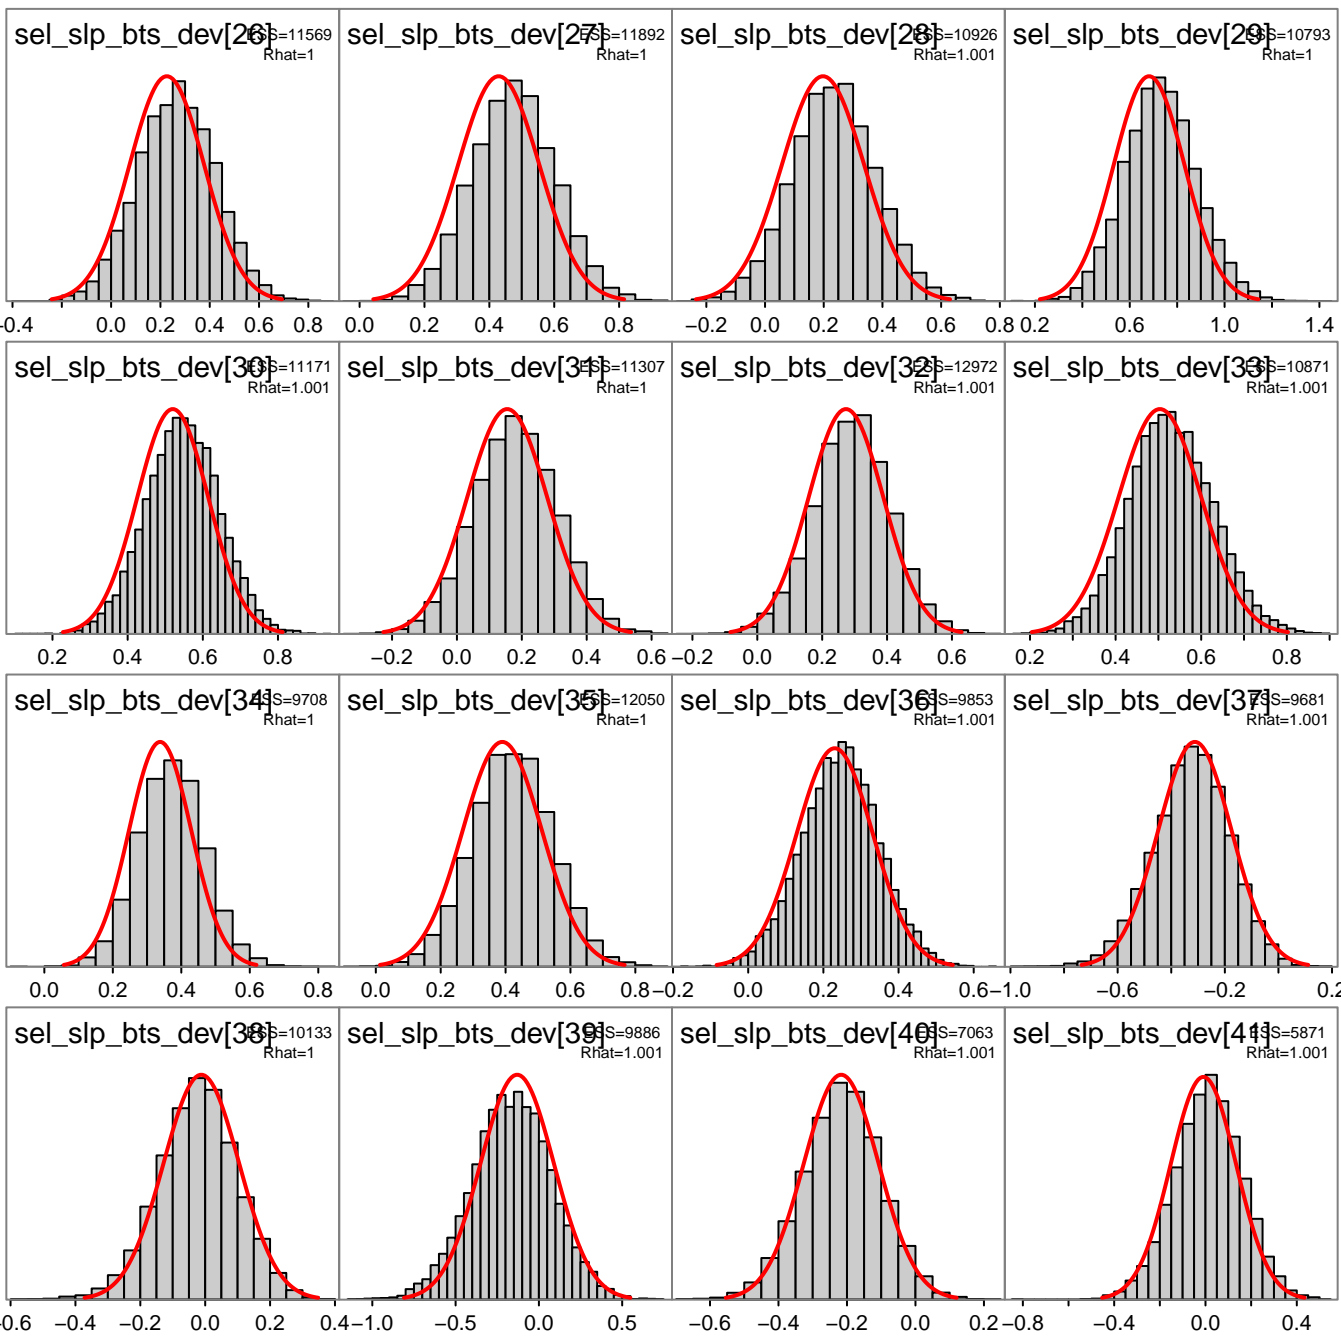 sel_slp_bts_dev[26] ESS=11569
Rhat=1
sel_slp_bts_dev[27] ESS=11892
Rhat=1
sel_slp_bts_dev[28] ESS=10926
Rhat=1.001
sel_slp_bts_dev[29] ESS=10793
Rhat=1
−0.4 0.0 0.2 0.4 0.6 0.8
0.0 0.2 0.4 0.6 0.8
−0.2 0.0 0.2 0.4 0.6 0.8
0.2 0.6 1.0 1.4
sel_slp_bts_dev[30] ESS=11171
Rhat=1.001
sel_slp_bts_dev[31] ESS=11307
Rhat=1
sel_slp_bts_dev[32] ESS=12972
Rhat=1.001
sel_slp_bts_dev[33] ESS=10871
Rhat=1.001
0.2 0.4 0.6 0.8
−0.2 0.0 0.2 0.4 0.6
−0.2 0.0 0.2 0.4 0.6
0.2 0.4 0.6 0.8
sel_slp_bts_dev[34] ESS=9708
Rhat=1
sel_slp_bts_dev[35] ESS=12050
Rhat=1
sel_slp_bts_dev[36] ESS=9853
Rhat=1.001
sel_slp_bts_dev[37] ESS=9681
Rhat=1.001
0.0 0.2 0.4 0.6 0.8
0.0 0.2 0.4 0.6 0.8
−0.2 0.0 0.2 0.4 0.6
−1.0 −0.6 −0.2 0.2
sel_slp_bts_dev[38] ESS=10133
Rhat=1
sel_slp_bts_dev[39] ESS=9886
Rhat=1.001
sel_slp_bts_dev[40] ESS=7063
Rhat=1.001
sel_slp_bts_dev[41] ESS=5871
Rhat=1.001
−0.6 −0.4 −0.2 0.0 0.2 0.4
−1.0 −0.5 0.0 0.5
−0.6 −0.4 −0.2 0.0 0.2
−0.8 −0.4 0.0 0.4